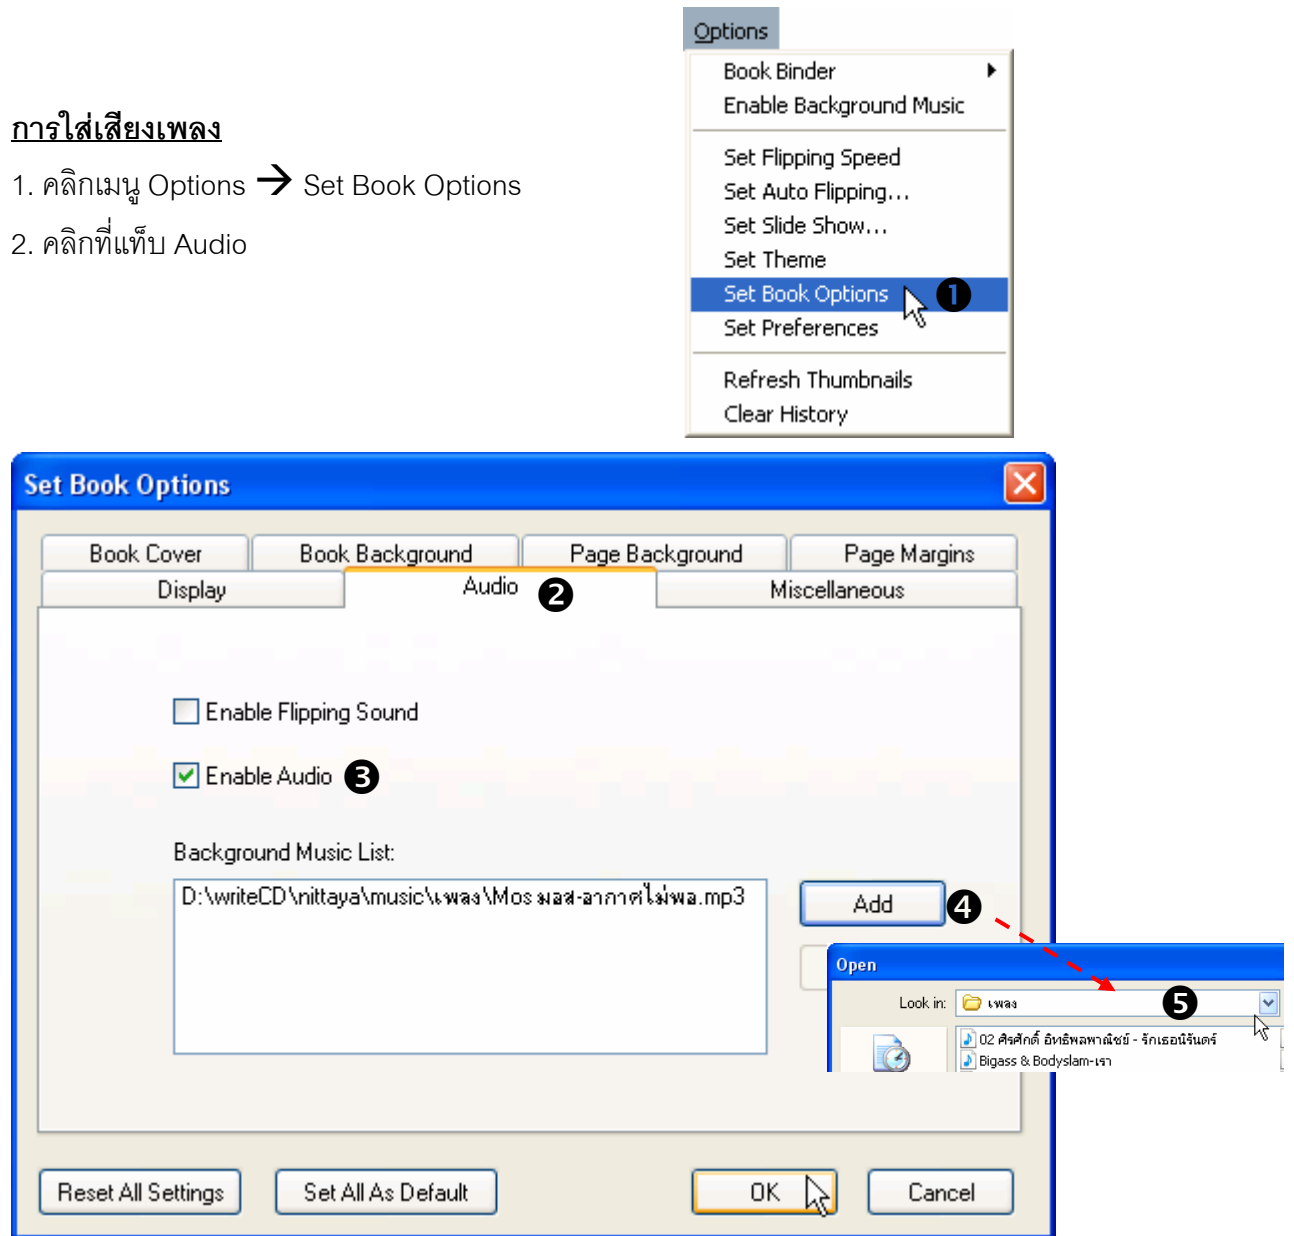 Options
Book Binder
Enable Background Music
การใส่เสียงเพลง
1. คลิกเมนู Options → Set Book Options
2. คลิกที่แท็บ Audio
Set Flipping Speed
Set Auto Flipping...
Set Slide Show...
Set Theme
Set Book Options ❶
Set Preferences
Refresh Thumbnails
Clear History
Set Book Options
Book Cover Book Background Page Background Page Margins
Display Audio ❷ Miscellaneous
Enable Flipping Sound
Enable Audio ❸
Background Music List:
D:\writeCD\nittaya\music\เพลง\Mos มอส-อากาศไม่พอ.mp3
Add ❹
Open
Look in: เพลง ❺
02 ศิรศักดิ์ อิทธิพลพาณิชย์ - รักเธอนิรันดร์
Bigass & Bodyslam-เรา
Reset All Settings Set All As Default OK Cancel